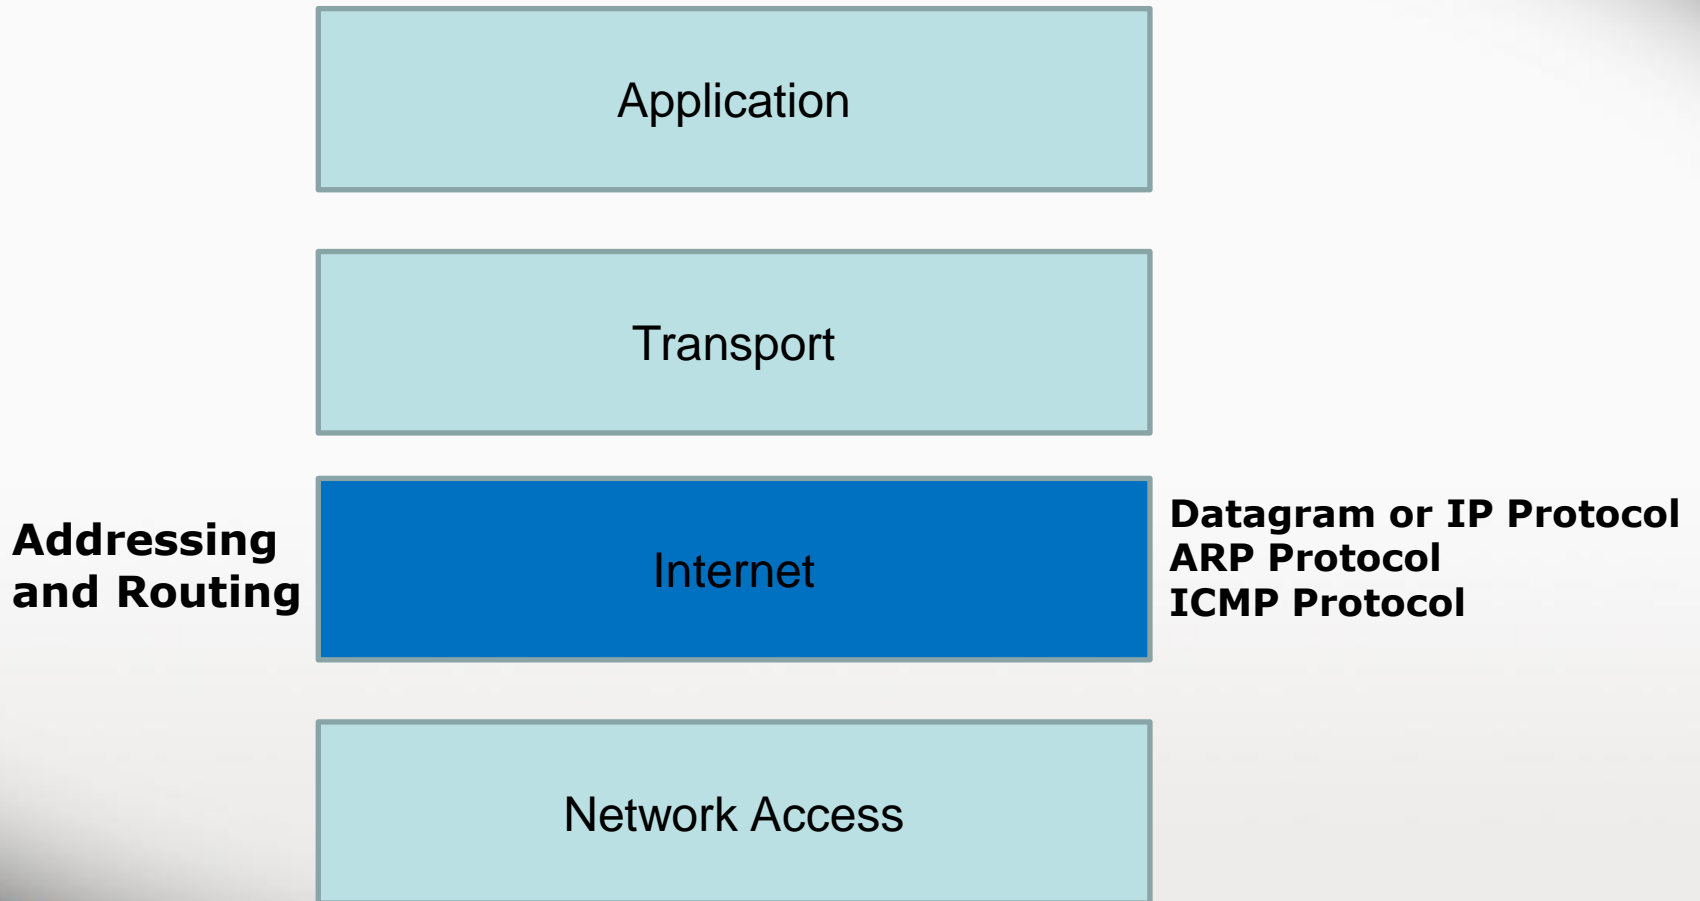 Application
Transport
Addressing
and Routing
Internet
Datagram or IP Protocol
ARP Protocol
ICMP Protocol
Network Access